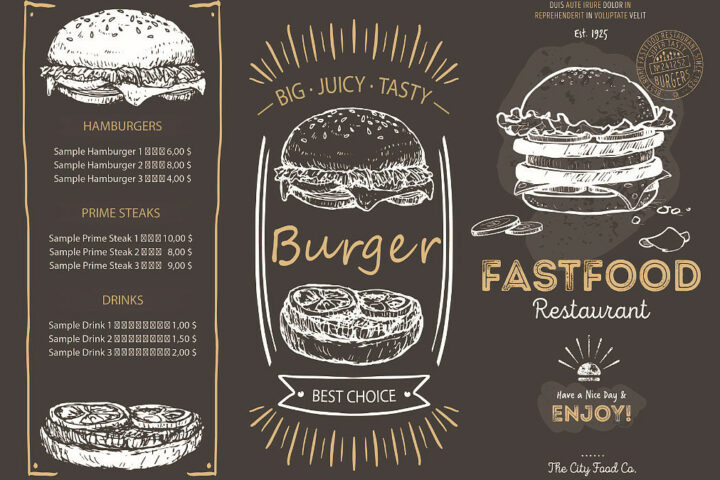 HAMBURGERS
Sample Hamburger 1 6,00 $
Sample Hamburger 2 8,00 $
Sample Hamburger 3 4,00 $
PRIME STEAKS
Sample Prime Steak 1 10,00 $
Sample Prime Steak 2 8,00 $
Sample Prime Steak 3 9,00 $
DRINKS
Sample Drink 1 1,00 $
Sample Drink 2 1,50 $
Sample Drink 3 2,00 $
BIG · JUICY · TASTY
Burger
BEST CHOICE
DUIS AUTE IRURE DOLOR IN
REPREHENDERIT IN VOLUPTATE VELIT
Est. 1925
BURGERS
FASTFOOD
Restaurant
Have a Nice Day &
ENJOY!
The City Food Co.